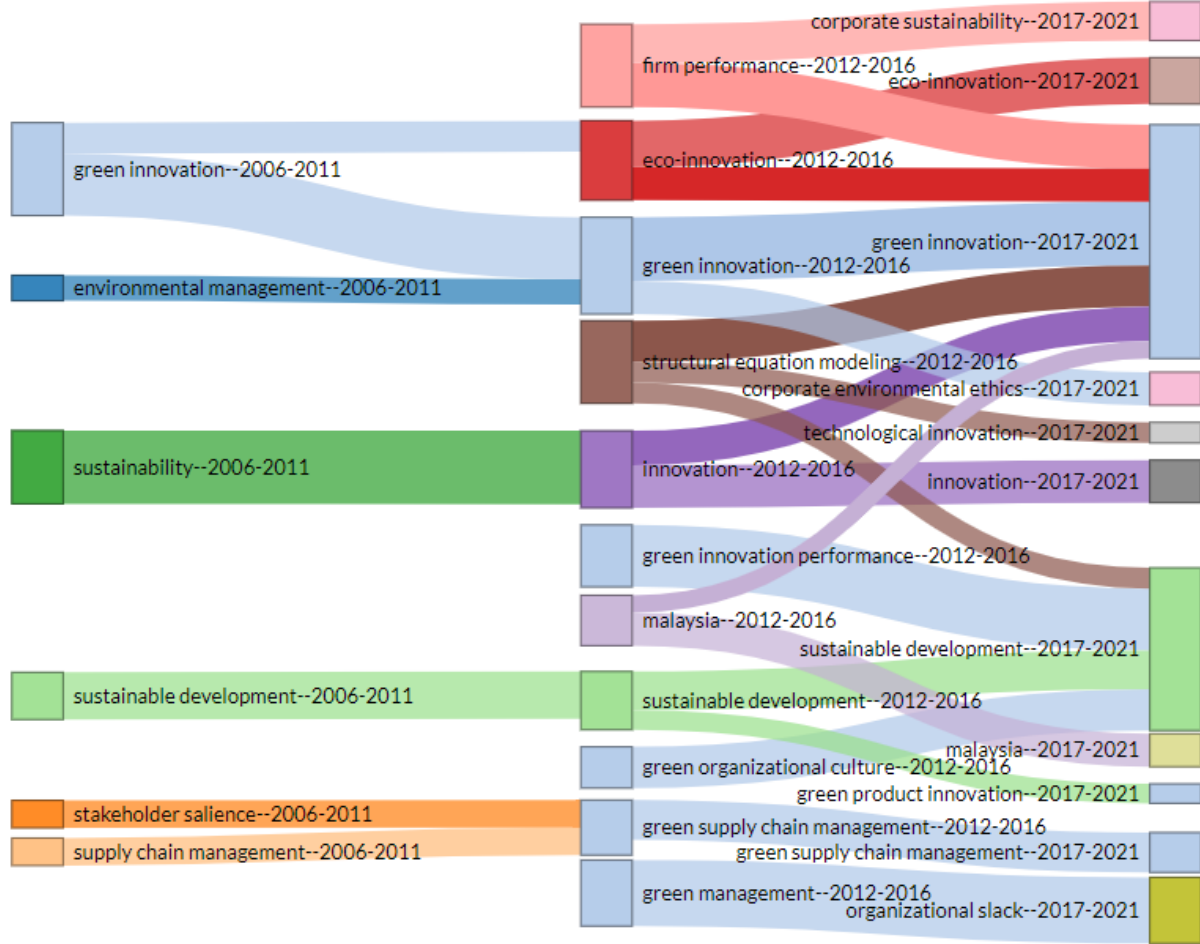 corporate sustainability--2017-2021
firm performance--2012-2016
eco-innovation--2017-2021
eco-innovation--2012-2016
green innovation--2006-2011
green innovation--2017-2021
green innovation--2012-2016
environmental management--2006-2011
structural equation modeling--2012-2016
corporate environmental ethics--2017-2021
technological innovation--2017-2021
sustainability--2006-2011
innovation--2012-2016
innovation--2017-2021
green innovation performance--2012-2016
malaysia--2012-2016
sustainable development--2017-2021
sustainable development--2006-2011
sustainable development--2012-2016
malaysia--2017-2021
green organizational culture--2012-2016
green product innovation--2017-2021
stakeholder salience--2006-2011
green supply chain management--2012-2016
supply chain management--2006-2011
green supply chain management--2017-2021
green management--2012-2016
organizational slack--2017-2021